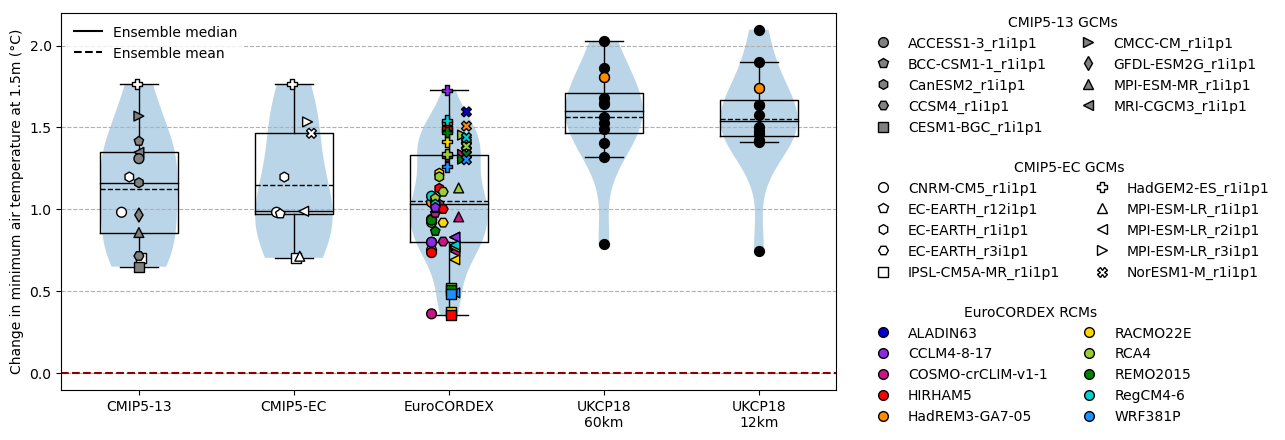 Change in minimum air temperature at 1.5m (°C)
2.0
1.5
1.0
0.5
0.0
Ensemble median
Ensemble mean
CMIP5-13
CMIP5-EC
EuroCORDEX
UKCP18
60km
UKCP18
12km
CMIP5-13 GCMs
ACCESS1-3_r1i1p1
BCC-CSM1-1_r1i1p1
CanESM2_r1i1p1
CCSM4_r1i1p1
CESM1-BGC_r1i1p1
CMCC-CM_r1i1p1
GFDL-ESM2G_r1i1p1
MPI-ESM-MR_r1i1p1
MRI-CGCM3_r1i1p1
CMIP5-EC GCMs
CNRM-CM5_r1i1p1
EC-EARTH_r12i1p1
EC-EARTH_r1i1p1
EC-EARTH_r3i1p1
IPSL-CM5A-MR_r1i1p1
HadGEM2-ES_r1i1p1
MPI-ESM-LR_r1i1p1
MPI-ESM-LR_r2i1p1
MPI-ESM-LR_r3i1p1
NorESM1-M_r1i1p1
EuroCORDEX RCMs
ALADIN63
CCLM4-8-17
COSMO-crCLIM-v1-1
HIRHAM5
HadREM3-GA7-05
RACMO22E
RCA4
REMO2015
RegCM4-6
WRF381P